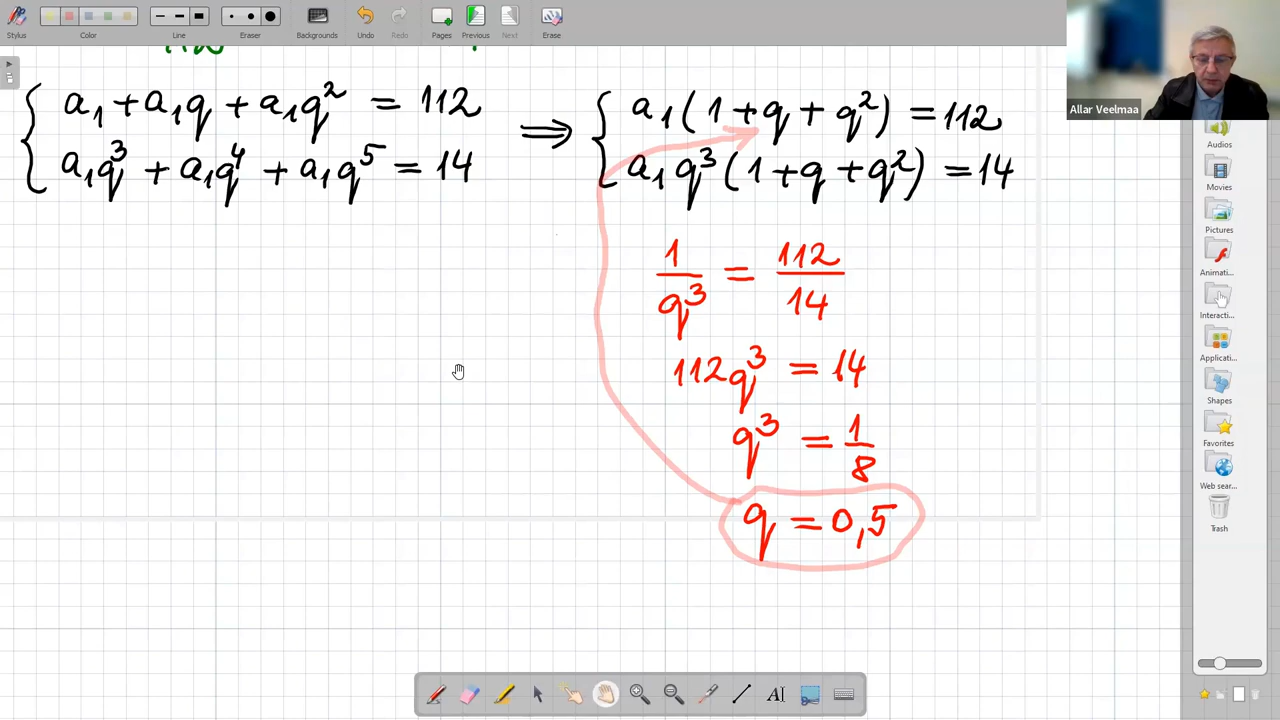 Stylus
Color
Line
Eraser
Backgrounds
Undo
Redo
Pages
Previous
Next
Erase
Allar Veelmaa
a₁ + a₁q + a₁q² = 112
a₁q³ + a₁q⁴ + a₁q⁵ = 14
⟹
a₁(1 + q + q²) = 112
a₁q³(1 + q + q²) = 14
1/q³ = 112/14
112q³ = 14
q³ = 1/8
q = 0,5
Audios
Movies
Pictures
Animati...
Interacti...
Applicati...
Shapes
Favorites
Web sear...
Trash